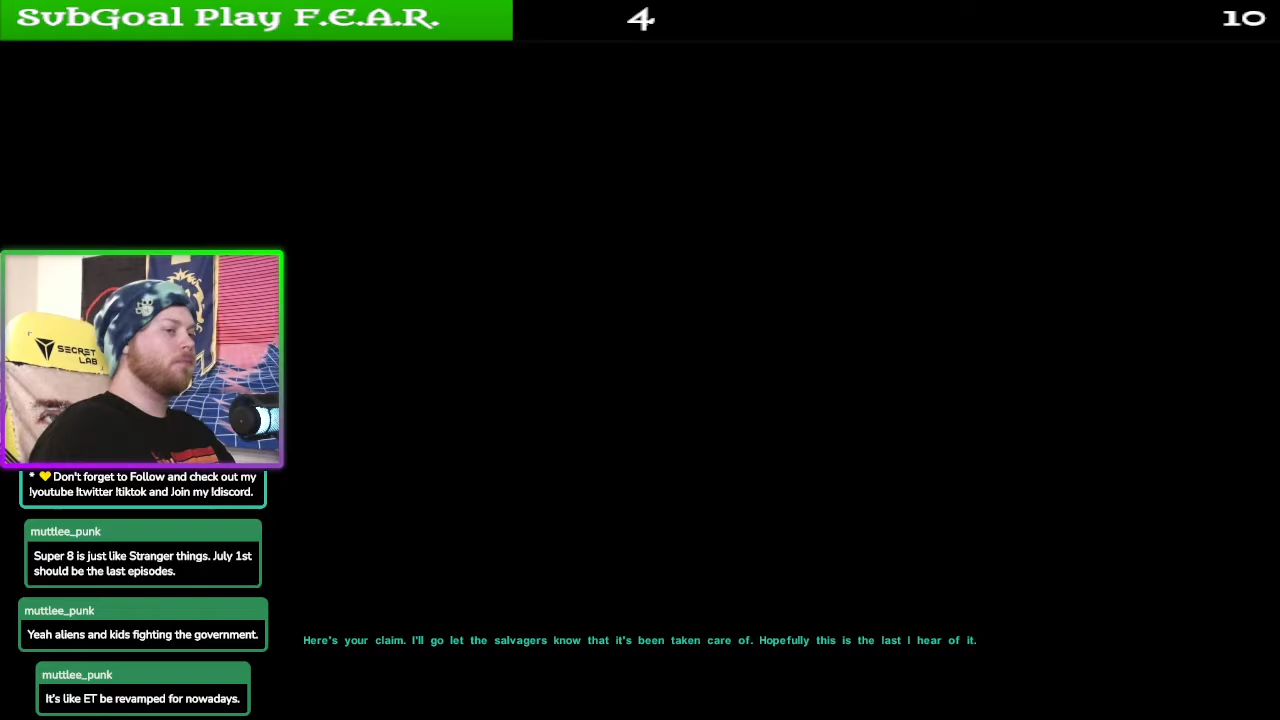 SubGoal Play F.E.A.R. 4 10
SECRET
LAB
* 💛Don't forget to Follow and check out my
!youtube !twitter !tiktok and Join my !discord.
muttlee_punk
Super 8 is just like Stranger things. July 1st
should be the last episodes.
muttlee_punk
Yeah aliens and kids fighting the government.
muttlee_punk
It's like ET be revamped for nowadays.
Here's your claim. I'll go let the salvagers know that it's been taken care of. Hopefully this is the last I hear of it.